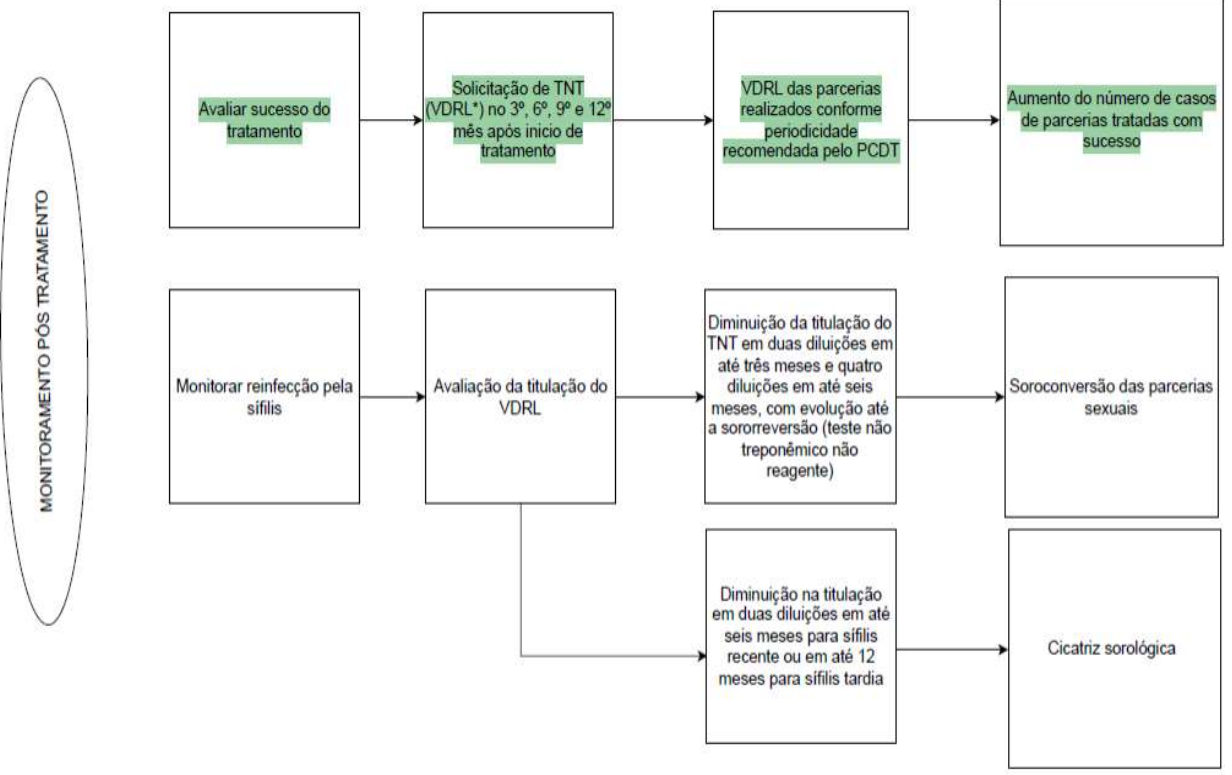 MONITORAMENTO PÓS TRATAMENTO
Avaliar sucesso do
tratamento
Solicitação de TNT
(VDRL*) no 3º, 6º, 9º e 12º
mês após inicio de
tratamento
VDRL das parcerias
realizados conforme
periodicidade
recomendada pelo PCDT
Aumento do número de casos
de parcerias tratadas com
sucesso
Monitorar reinfecção pela
sífilis
Avaliação da titulação do
VDRL
Diminuição da titulação do
TNT em duas diluições em
até três meses e quatro
diluições em até seis
meses, com evolução até
a sororreversão (teste não
treponêmico não
reagente)
Soroconversão das parcerias
sexuais
Diminuição na titulação
em duas diluições em até
seis meses para sífilis
recente ou em até 12
meses para sífilis tardia
Cicatriz sorológica